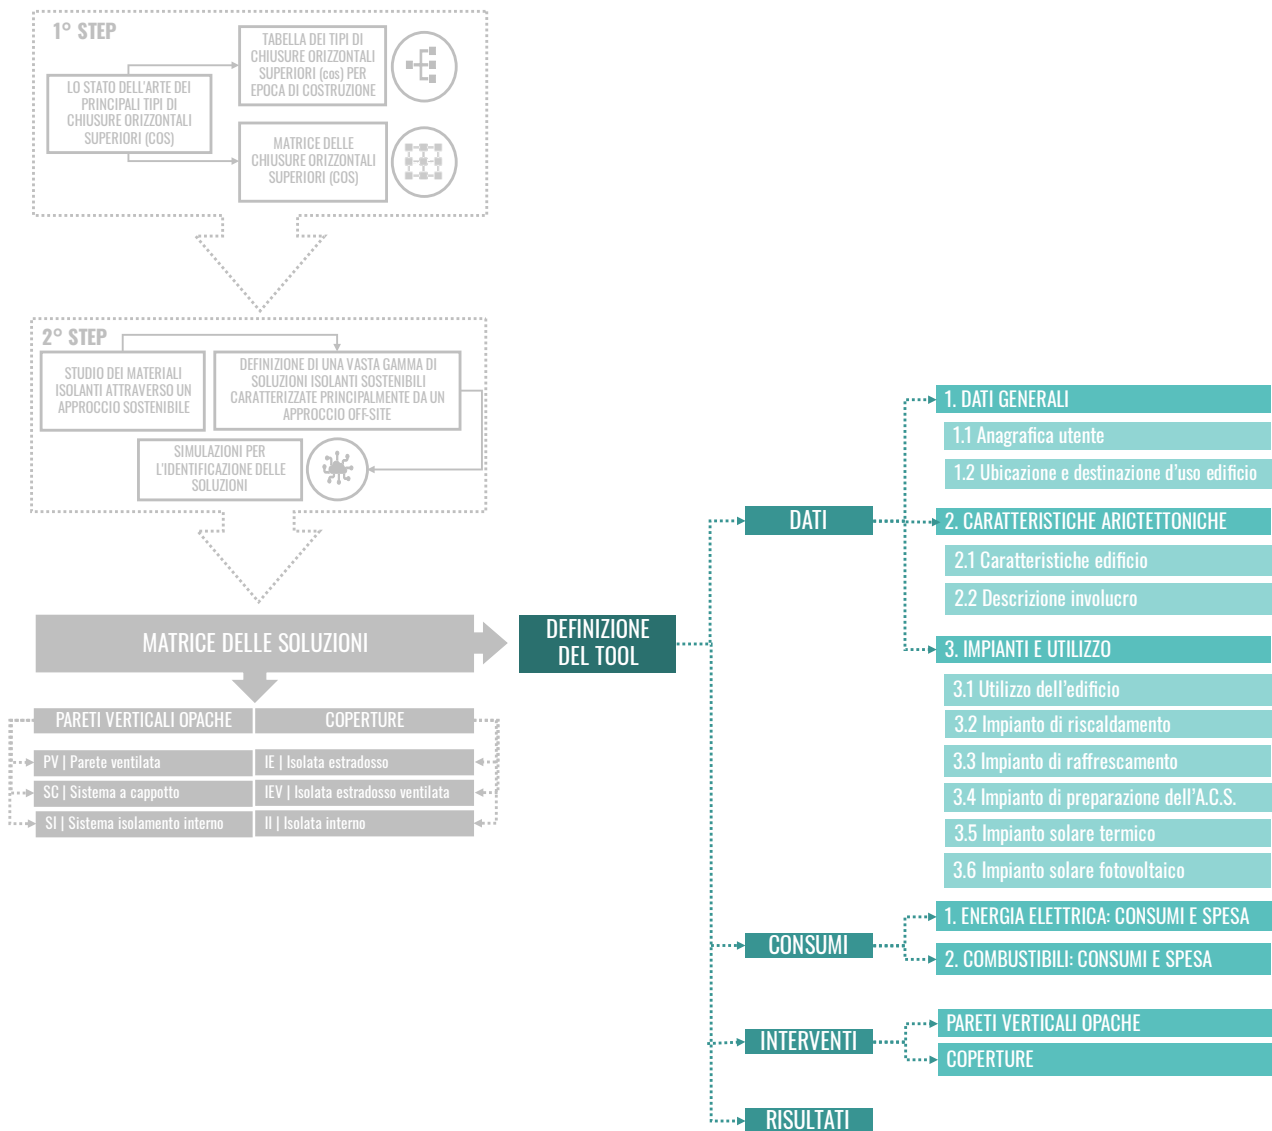 1° STEP
LO STATO DELL'ARTE DEI
PRINCIPALI TIPI DI
CHIUSURE ORIZZONTALI
SUPERIORI (COS)
TABELLA DEI TIPI DI
CHIUSURE ORIZZONTALI
SUPERIORI (cos) PER
EPOCA DI COSTRUZIONE
MATRICE DELLE
CHIUSURE ORIZZONTALI
SUPERIORI (COS)
2° STEP
STUDIO DEI MATERIALI
ISOLANTI ATTRAVERSO UN
APPROCCIO SOSTENIBILE
DEFINIZIONE DI UNA VASTA GAMMA DI
SOLUZIONI ISOLANTI SOSTENIBILI
CARATTERIZZATE PRINCIPALMENTE DA UN
APPROCCIO OFF-SITE
SIMULAZIONI PER
L'IDENTIFICAZIONE DELLE
SOLUZIONI
MATRICE DELLE SOLUZIONI
PARETI VERTICALI OPACHE
COPERTURE
PV | Parete ventilata
IE | Isolata estradosso
SC | Sistema a cappotto
IEV | Isolata estradosso ventilata
SI | Sistema isolamento interno
II | Isolata interno
DEFINIZIONE
DEL TOOL
DATI
1. DATI GENERALI
1.1 Anagrafica utente
1.2 Ubicazione e destinazione d'uso edificio
2. CARATTERISTICHE ARICTETTONICHE
2.1 Caratteristiche edificio
2.2 Descrizione involucro
3. IMPIANTI E UTILIZZO
3.1 Utilizzo dell'edificio
3.2 Impianto di riscaldamento
3.3 Impianto di raffrescamento
3.4 Impianto di preparazione dell'A.C.S.
3.5 Impianto solare termico
3.6 Impianto solare fotovoltaico
CONSUMI
1. ENERGIA ELETTRICA: CONSUMI E SPESA
2. COMBUSTIBILI: CONSUMI E SPESA
INTERVENTI
PARETI VERTICALI OPACHE
COPERTURE
RISULTATI